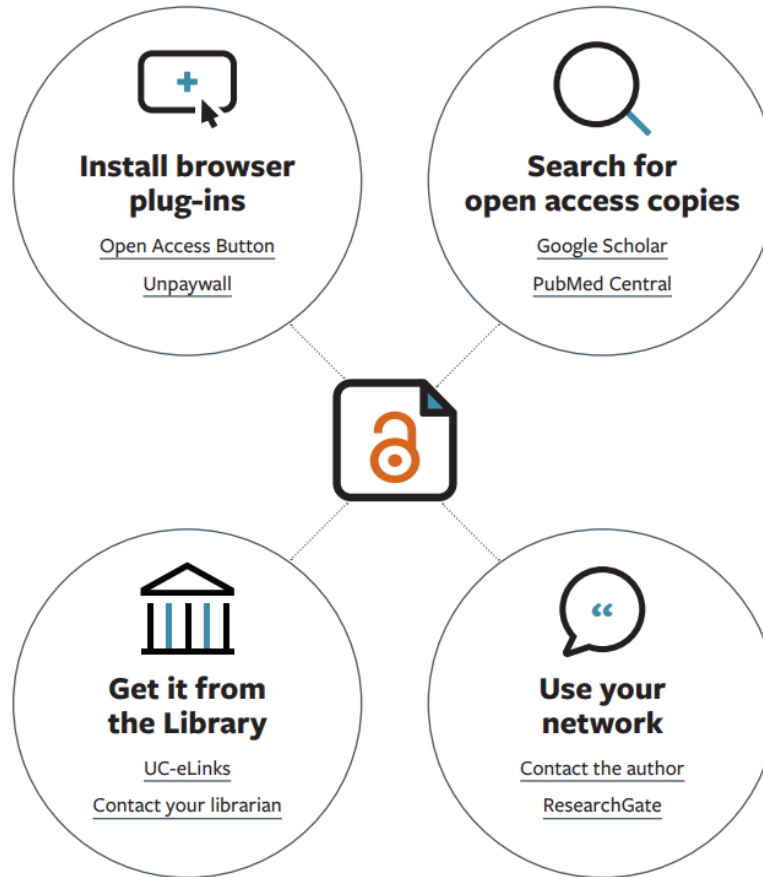 Install browser
plug-ins
Open Access Button
Unpaywall
Search for
open access copies
Google Scholar
PubMed Central
Get it from
the Library
UC-eLinks
Contact your librarian
“
Use your
network
Contact the author
ResearchGate